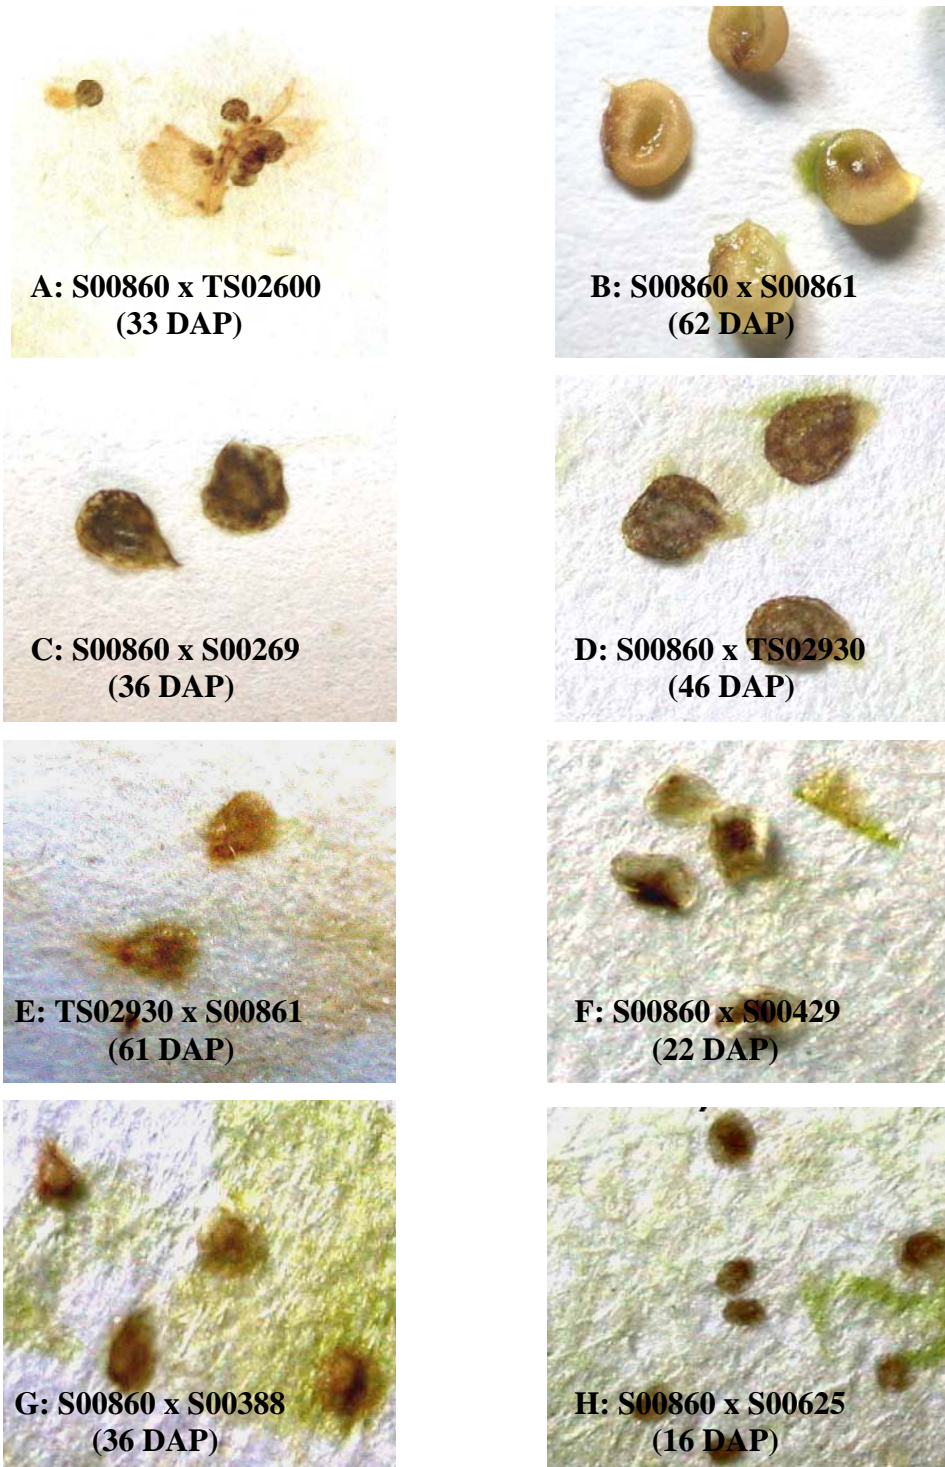 A: S00860 x TS02600
(33 DAP)
B: S00860 x S00861
(62 DAP)
C: S00860 x S00269
(36 DAP)
D: S00860 x TS02930
(46 DAP)
E: TS02930 x S00861
(61 DAP)
F: S00860 x S00429
(22 DAP)
G: S00860 x S00388
(36 DAP)
H: S00860 x S00625
(16 DAP)